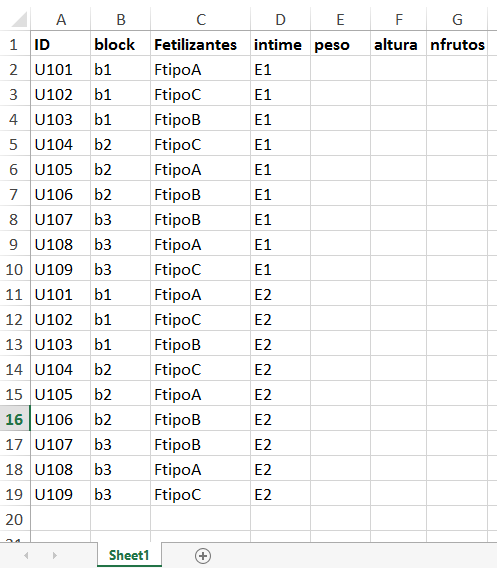 A B C D E F G
1 ID block Fetilizantes intime peso altura nfrutos
2 U101 b1 FtipoA E1
3 U102 b1 FtipoC E1
4 U103 b1 FtipoB E1
5 U104 b2 FtipoC E1
6 U105 b2 FtipoA E1
7 U106 b2 FtipoB E1
8 U107 b3 FtipoB E1
9 U108 b3 FtipoA E1
10 U109 b3 FtipoC E1
11 U101 b1 FtipoA E2
12 U102 b1 FtipoC E2
13 U103 b1 FtipoB E2
14 U104 b2 FtipoC E2
15 U105 b2 FtipoA E2
16 U106 b2 FtipoB E2
17 U107 b3 FtipoB E2
18 U108 b3 FtipoA E2
19 U109 b3 FtipoC E2
20
21
Sheet1